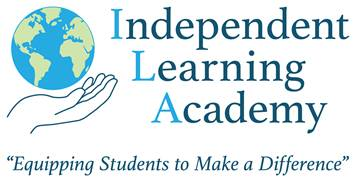 Independent
Learning
Academy
“Equipping Students to Make a Difference”